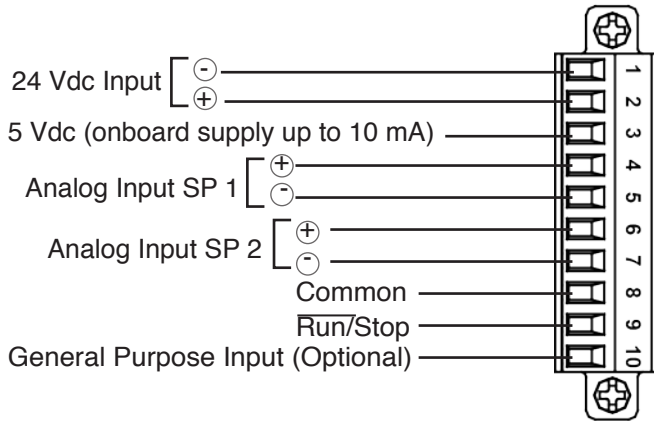 24 Vdc Input
-
+
5 Vdc (onboard supply up to 10 mA)
Analog Input SP 1
+
-
Analog Input SP 2
+
-
Common
Run/Stop
General Purpose Input (Optional)
1
2
3
4
5
6
7
8
9
10